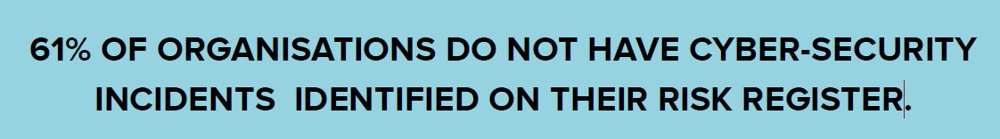 61% OF ORGANISATIONS DO NOT HAVE CYBER-SECURITY
INCIDENTS  IDENTIFIED ON THEIR RISK REGISTER.